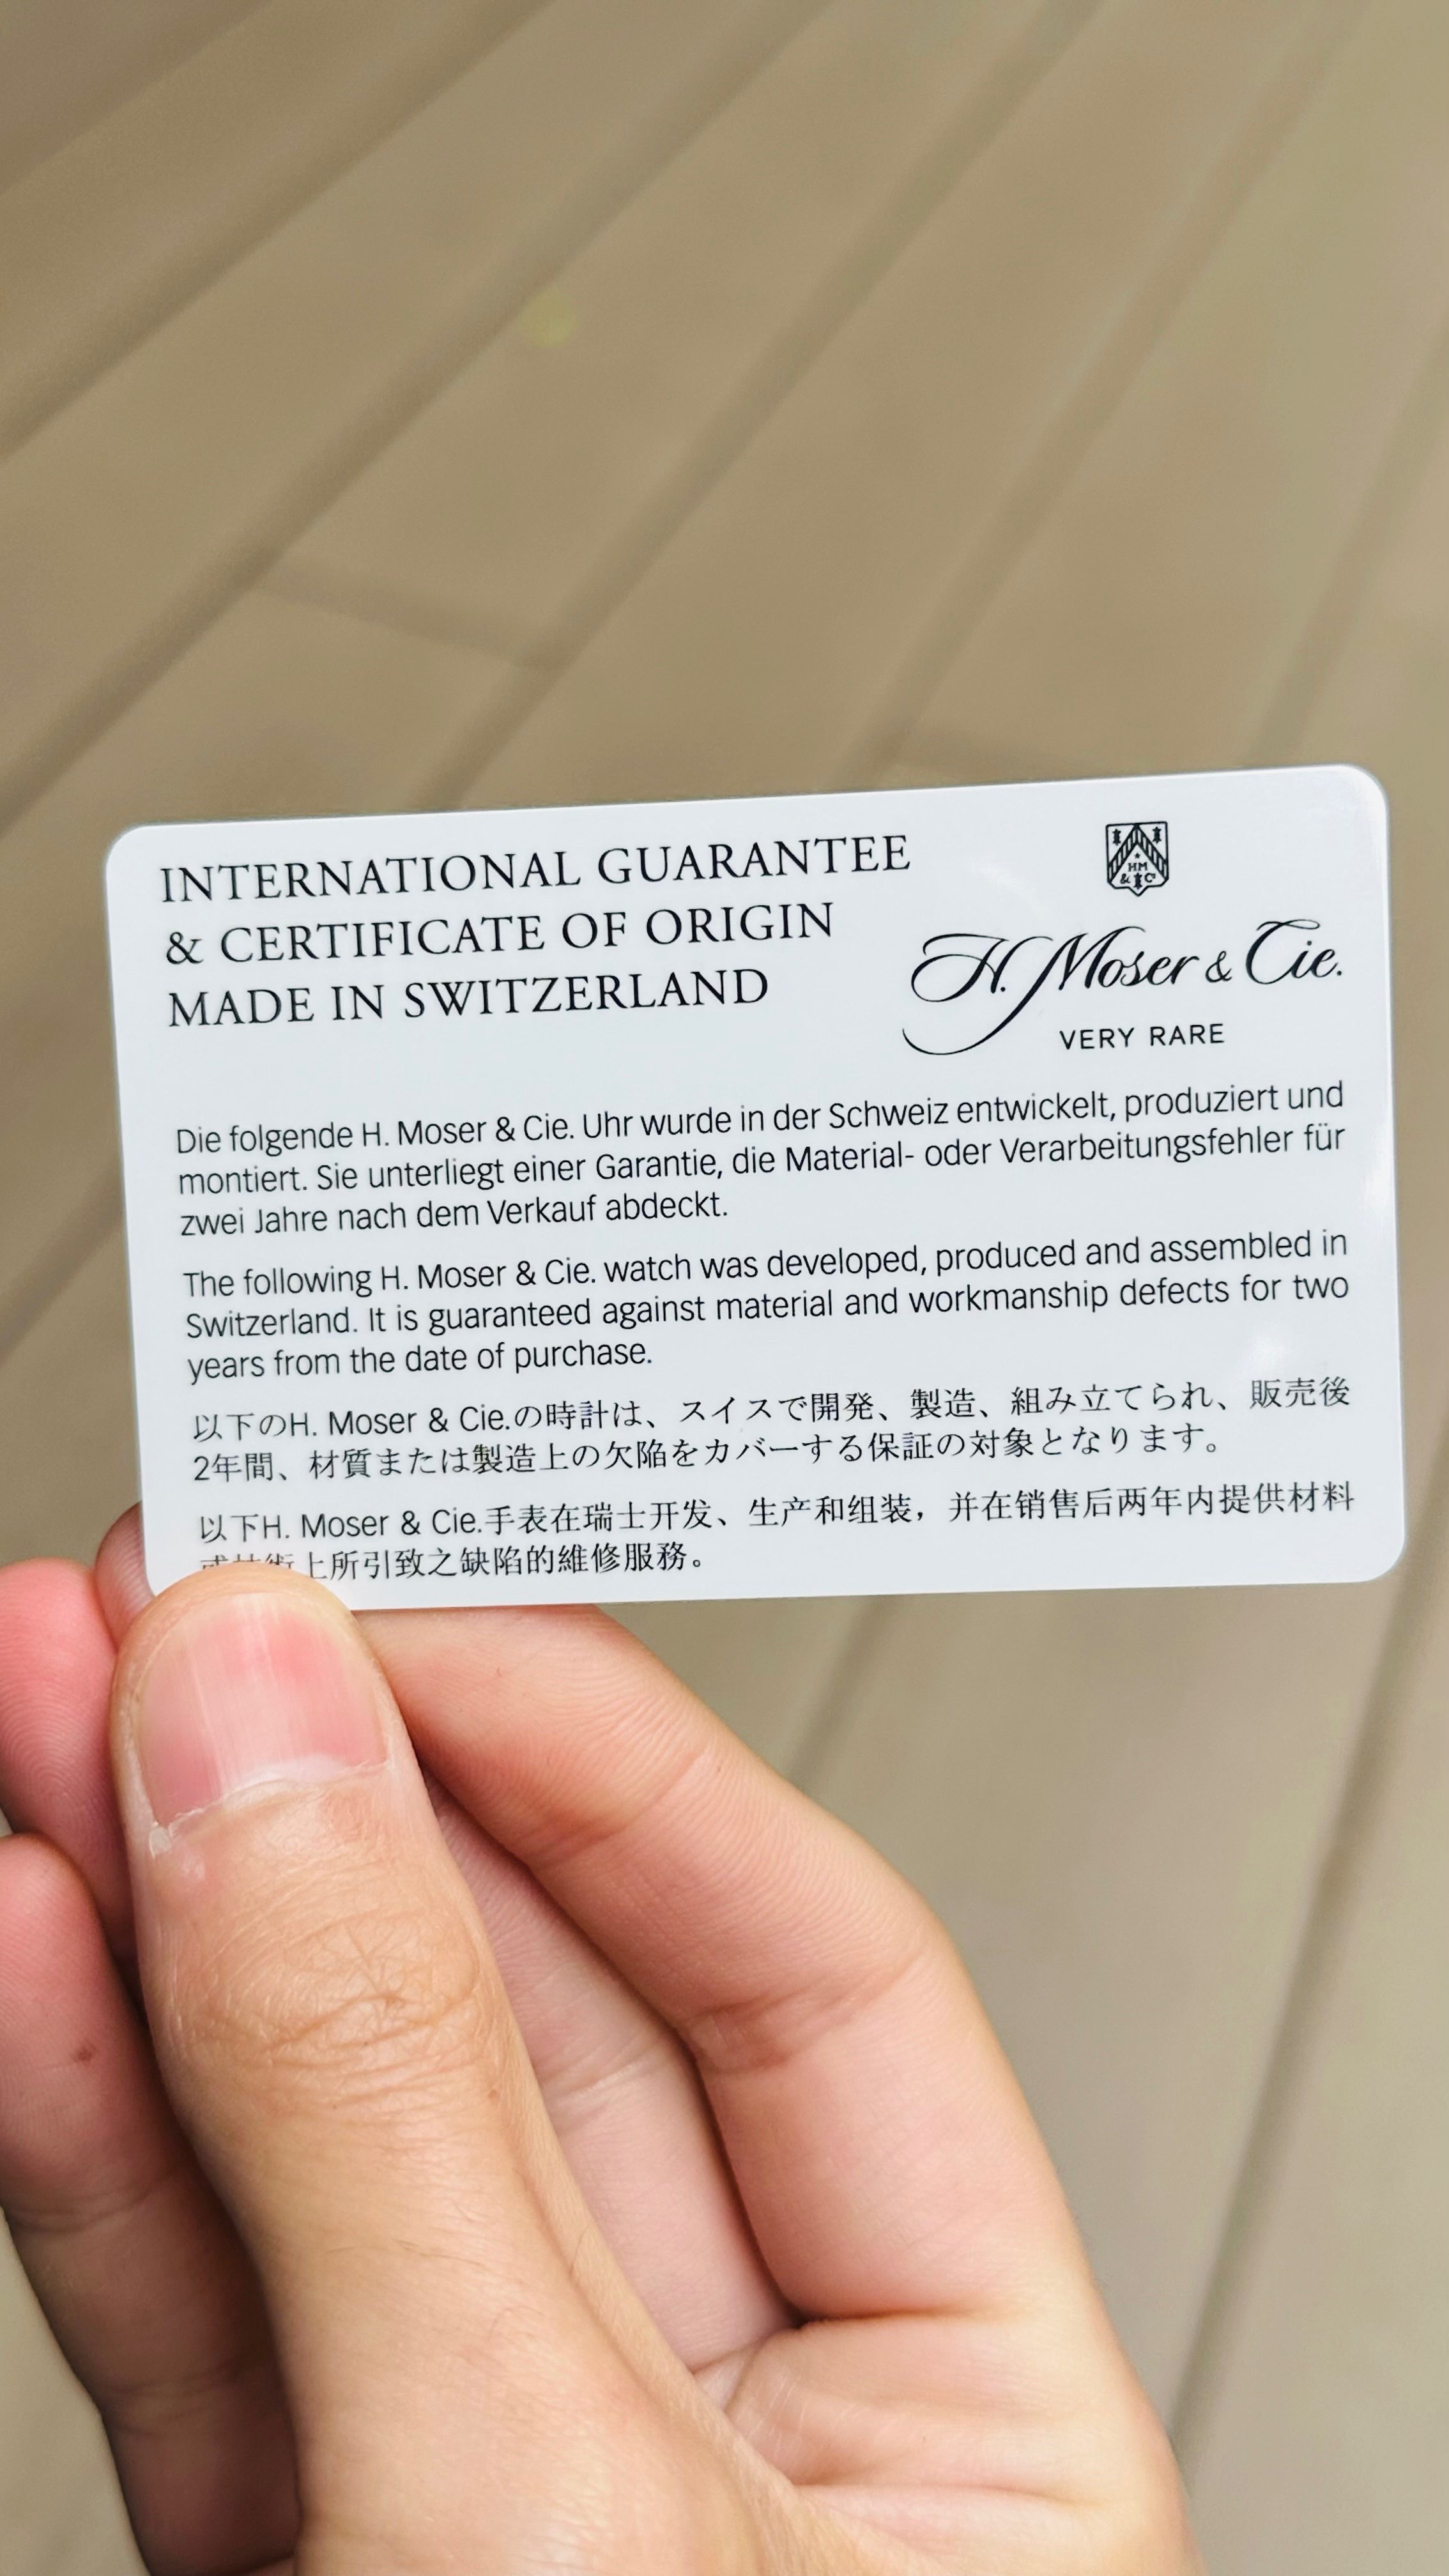 INTERNATIONAL GUARANTEE
& CERTIFICATE OF ORIGIN
MADE IN SWITZERLAND
HM
& Co
H. Moser & Cie.
VERY RARE
Die folgende H. Moser & Cie. Uhr wurde in der Schweiz entwickelt, produziert und
montiert. Sie unterliegt einer Garantie, die Material- oder Verarbeitungsfehler für
zwei Jahre nach dem Verkauf abdeckt.
The following H. Moser & Cie. watch was developed, produced and assembled in
Switzerland. It is guaranteed against material and workmanship defects for two
years from the date of purchase.
以下のH. Moser & Cie.の時計は、スイスで開発、製造、組み立てられ、販売後
2年間、材質または製造上の欠陥をカバーする保証の対象となります。
以下H. Moser & Cie.手表在瑞士开发、生产和组装，并在销售后两年内提供材料
上所引致之缺陷的維修服務。